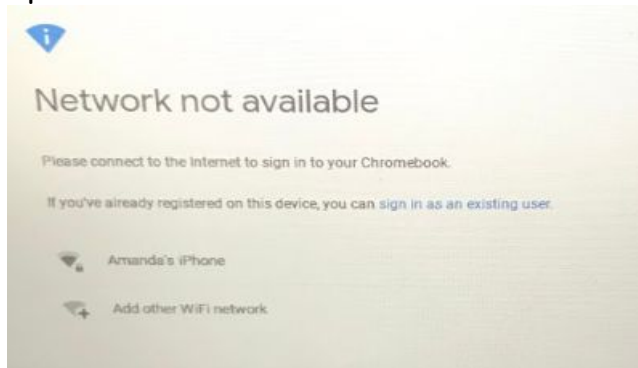 Network not available
Please connect to the Internet to sign in to your Chromebook.
If you've already registered on this device, you can sign in as an existing user.
Amanda's iPhone
Add other WiFi network